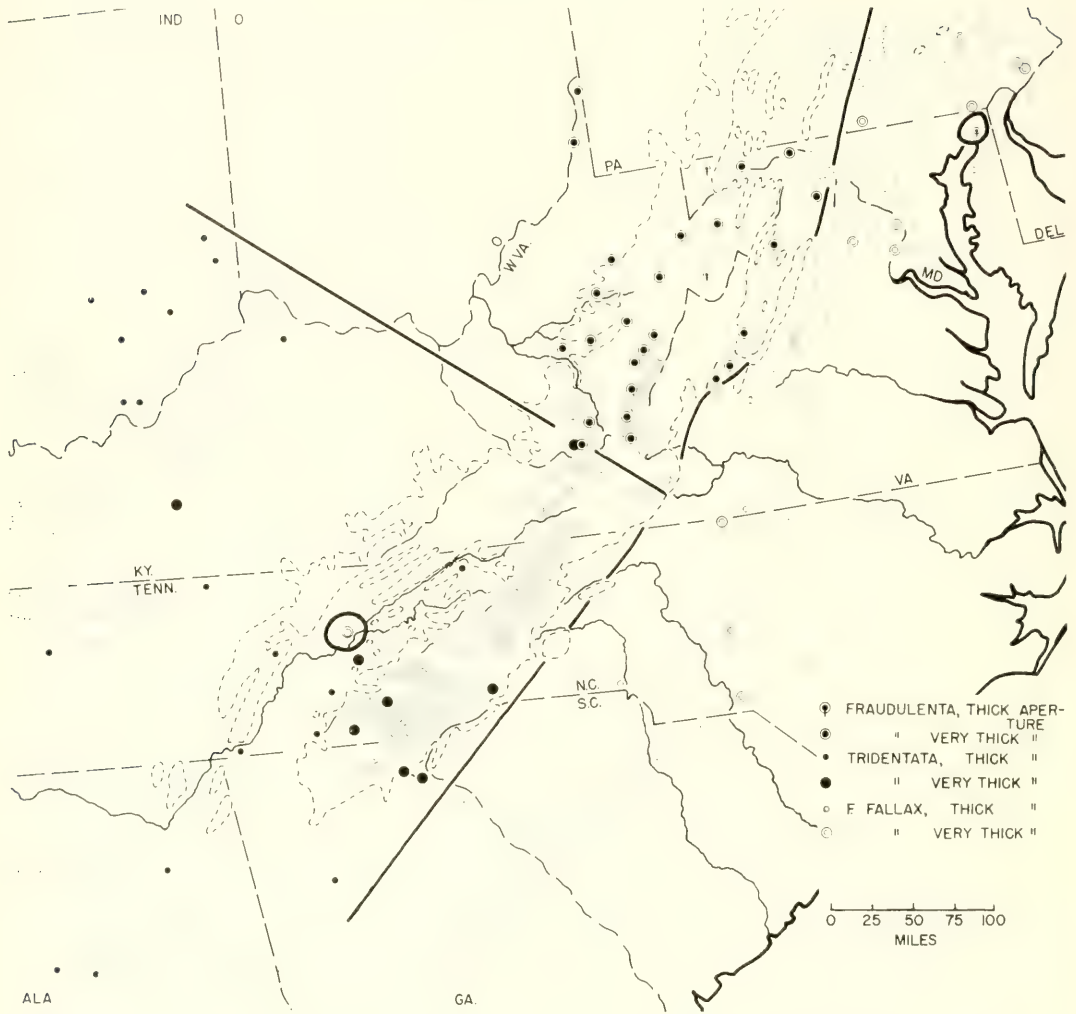 IND O
PA
W VA.
DEL
MD
VA
KY.
TENN.
N.C.
S.C.
FRAUDULENTA, THICK APER-
TURE
" VERY THICK "
TRIDENTATA, THICK "
" VERY THICK "
F. FALLAX, THICK "
" VERY THICK "
0 25 50 75 100
MILES
ALA
GA.